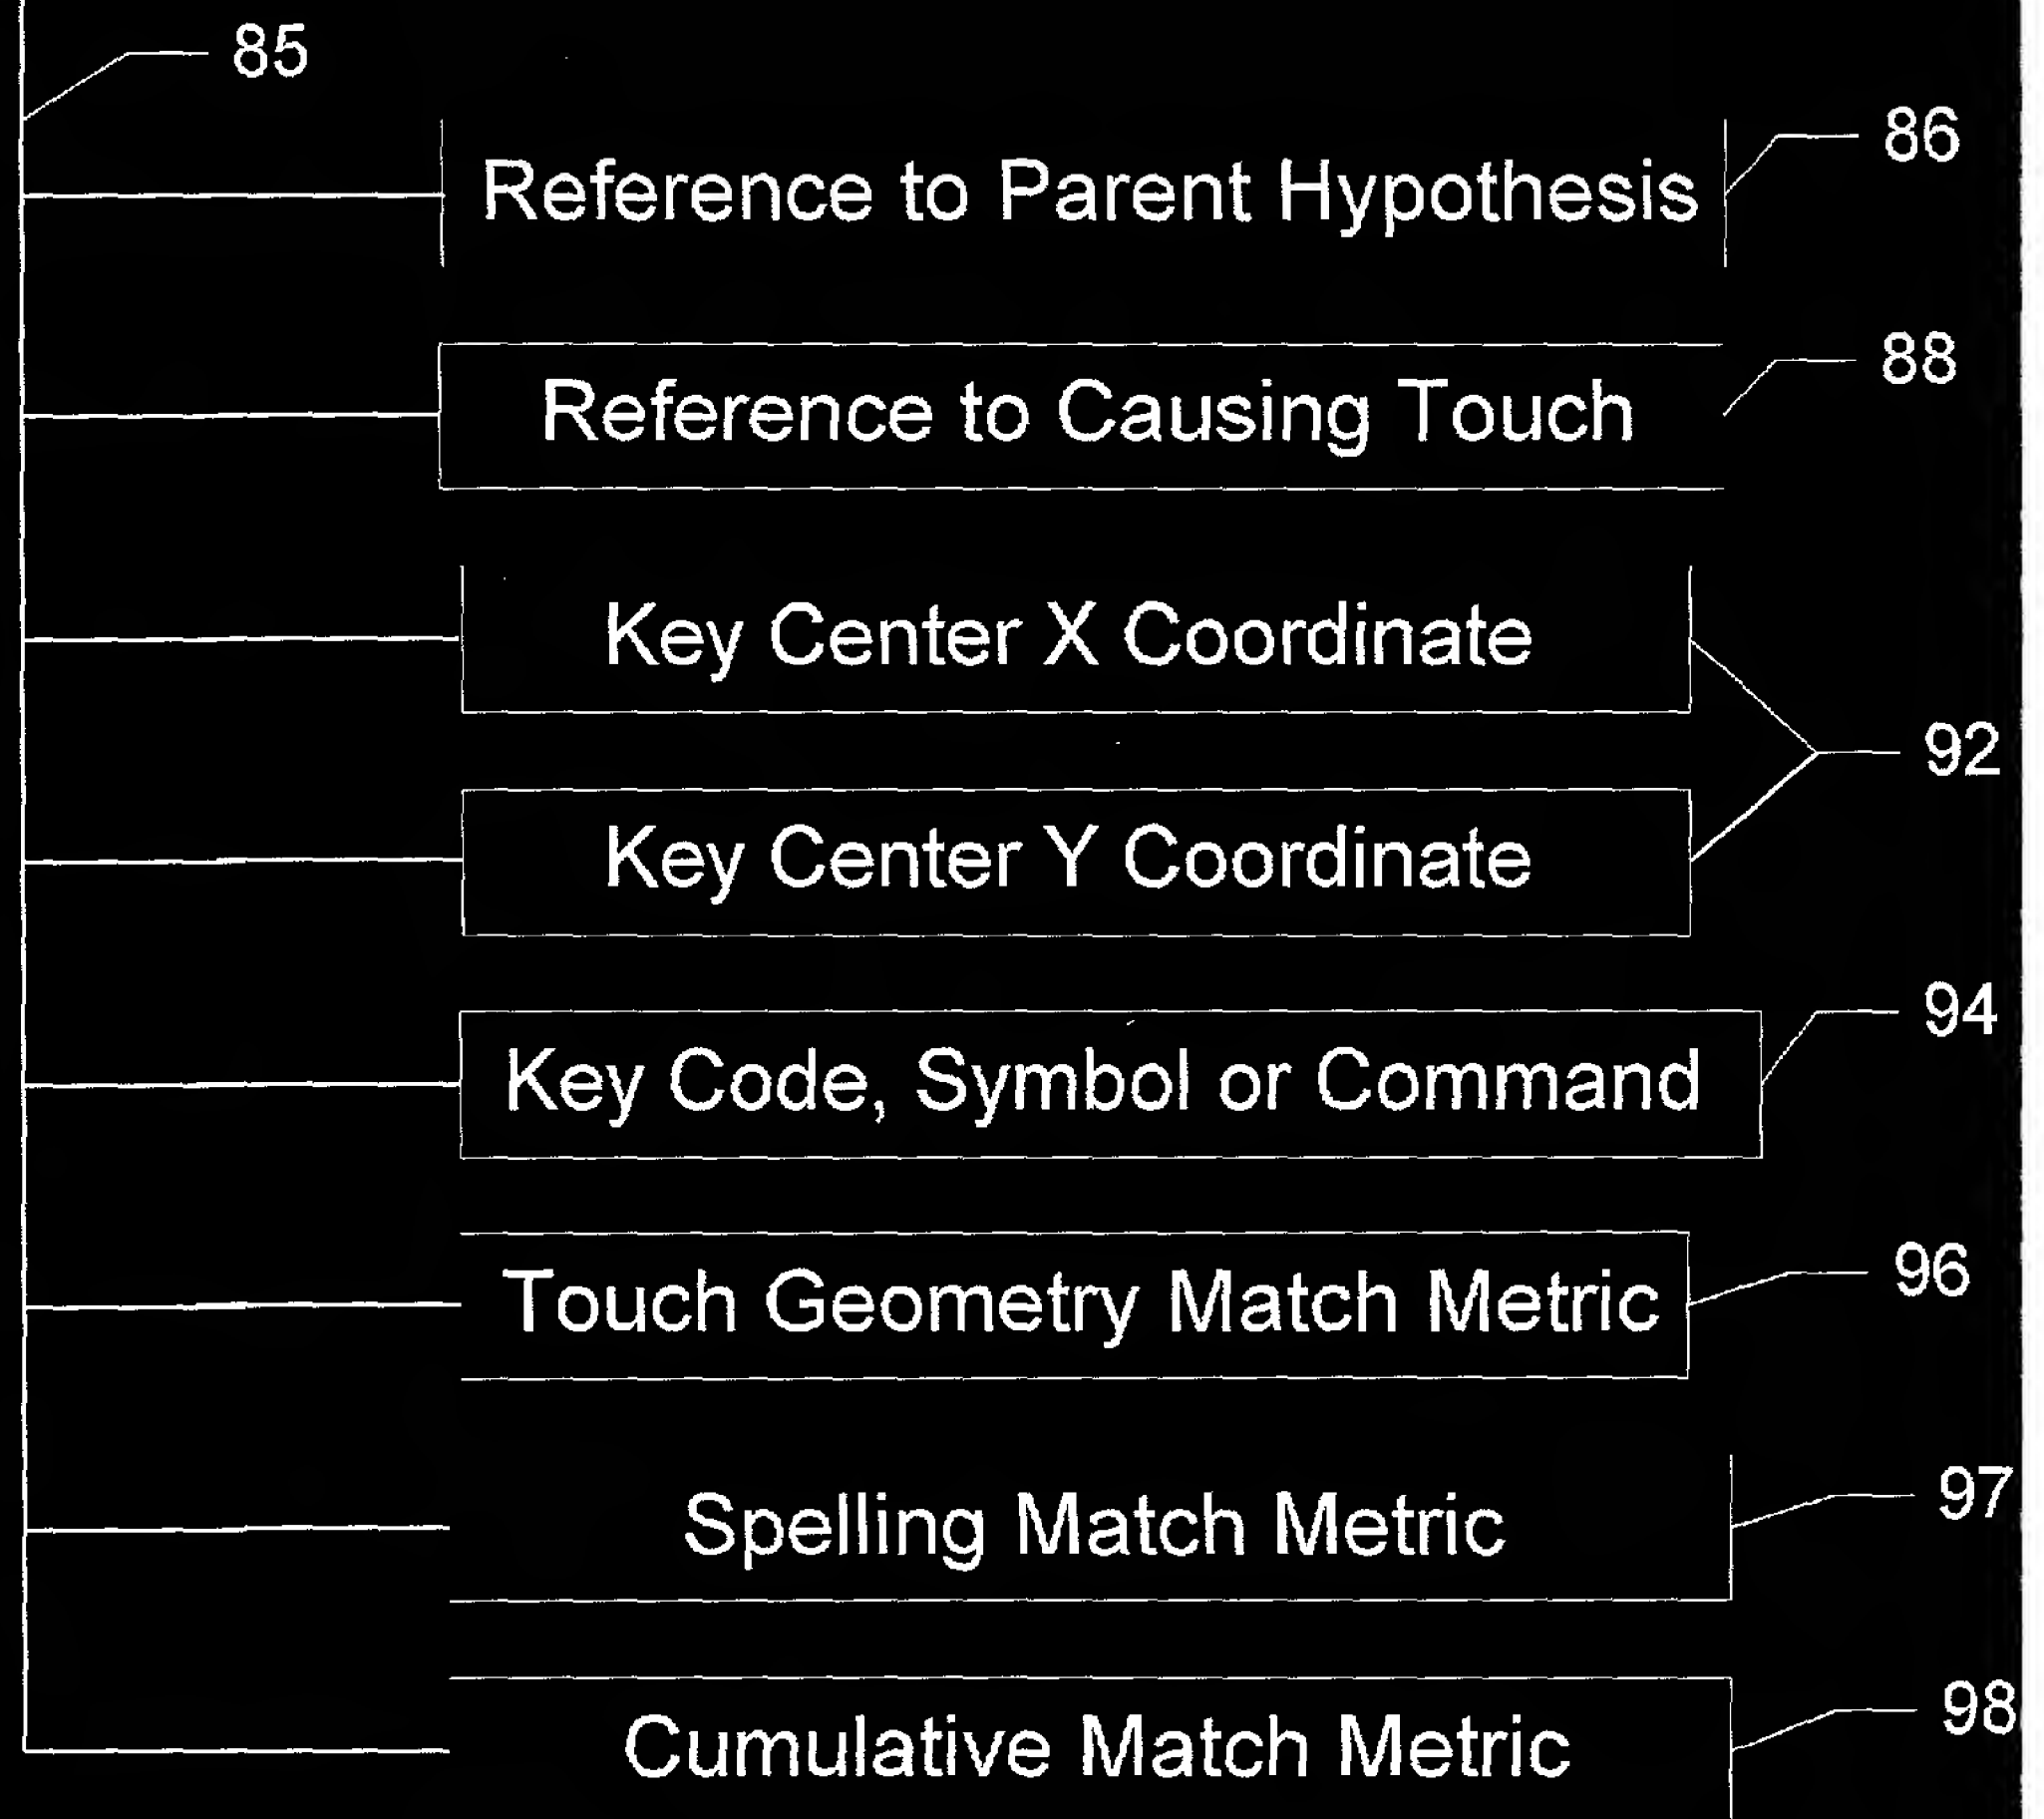 85
86
Reference to Parent Hypothesis
88
Reference to Causing Touch
Key Center X Coordinate
92
Key Center Y Coordinate
94
Key Code, Symbol or Command
96
Touch Geometry Match Metric
97
Spelling Match Metric
98
Cumulative Match Metric